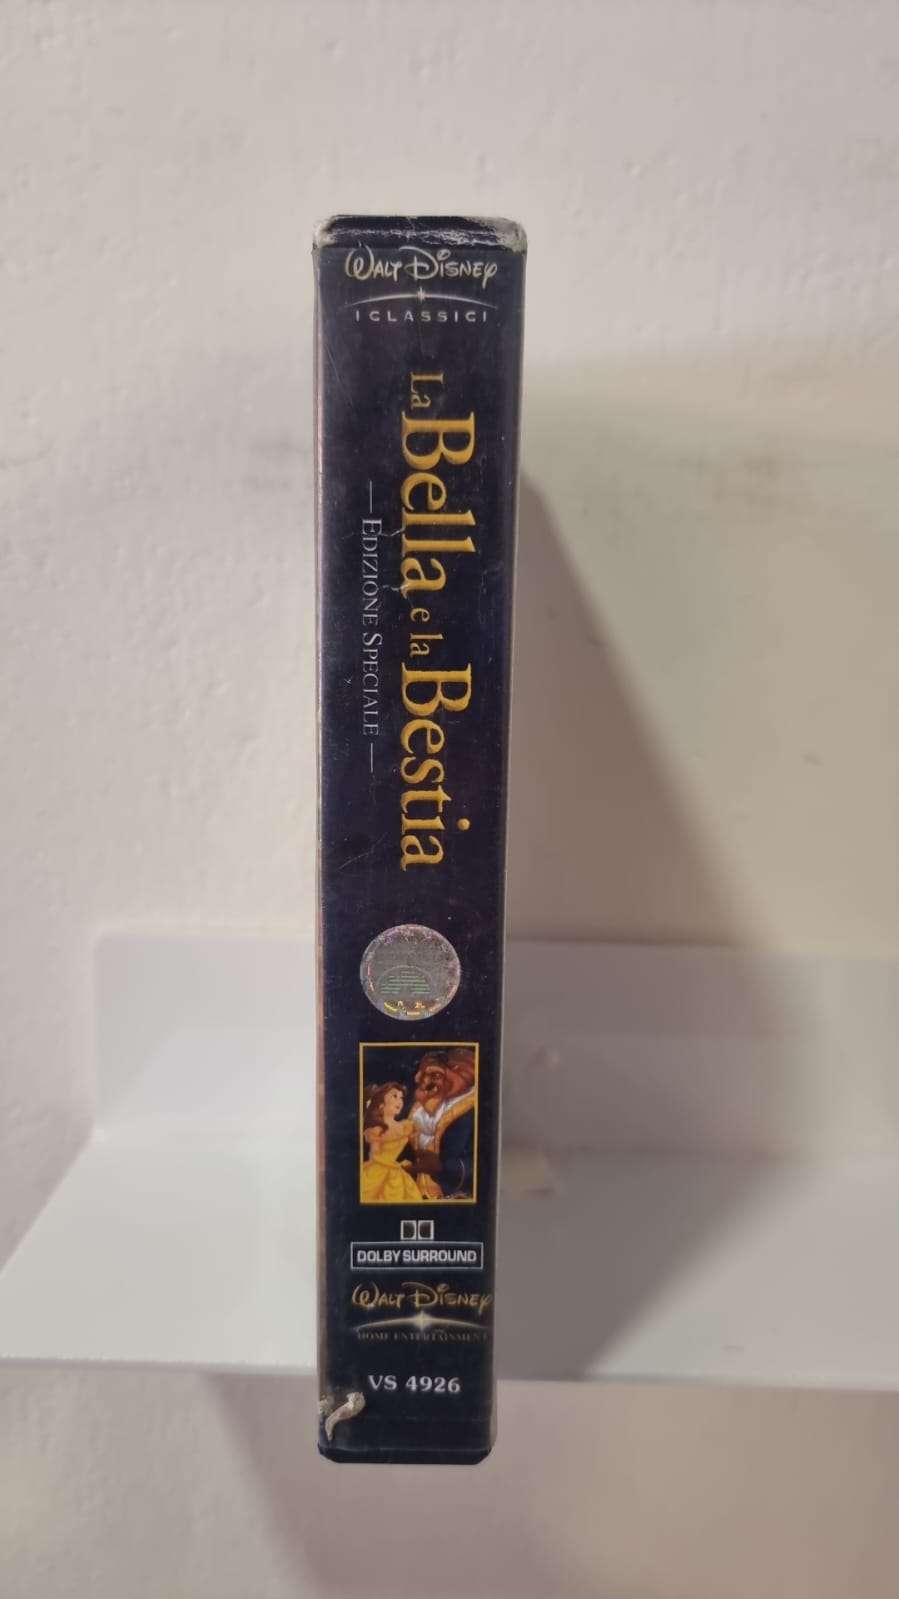 WALT DISNEY
I CLASSICI
La Bella e la Bestia
— EDIZIONE SPECIALE —
DOLBY SURROUND
WALT DISNEY
HOME ENTERTAINMENT
VS 4926